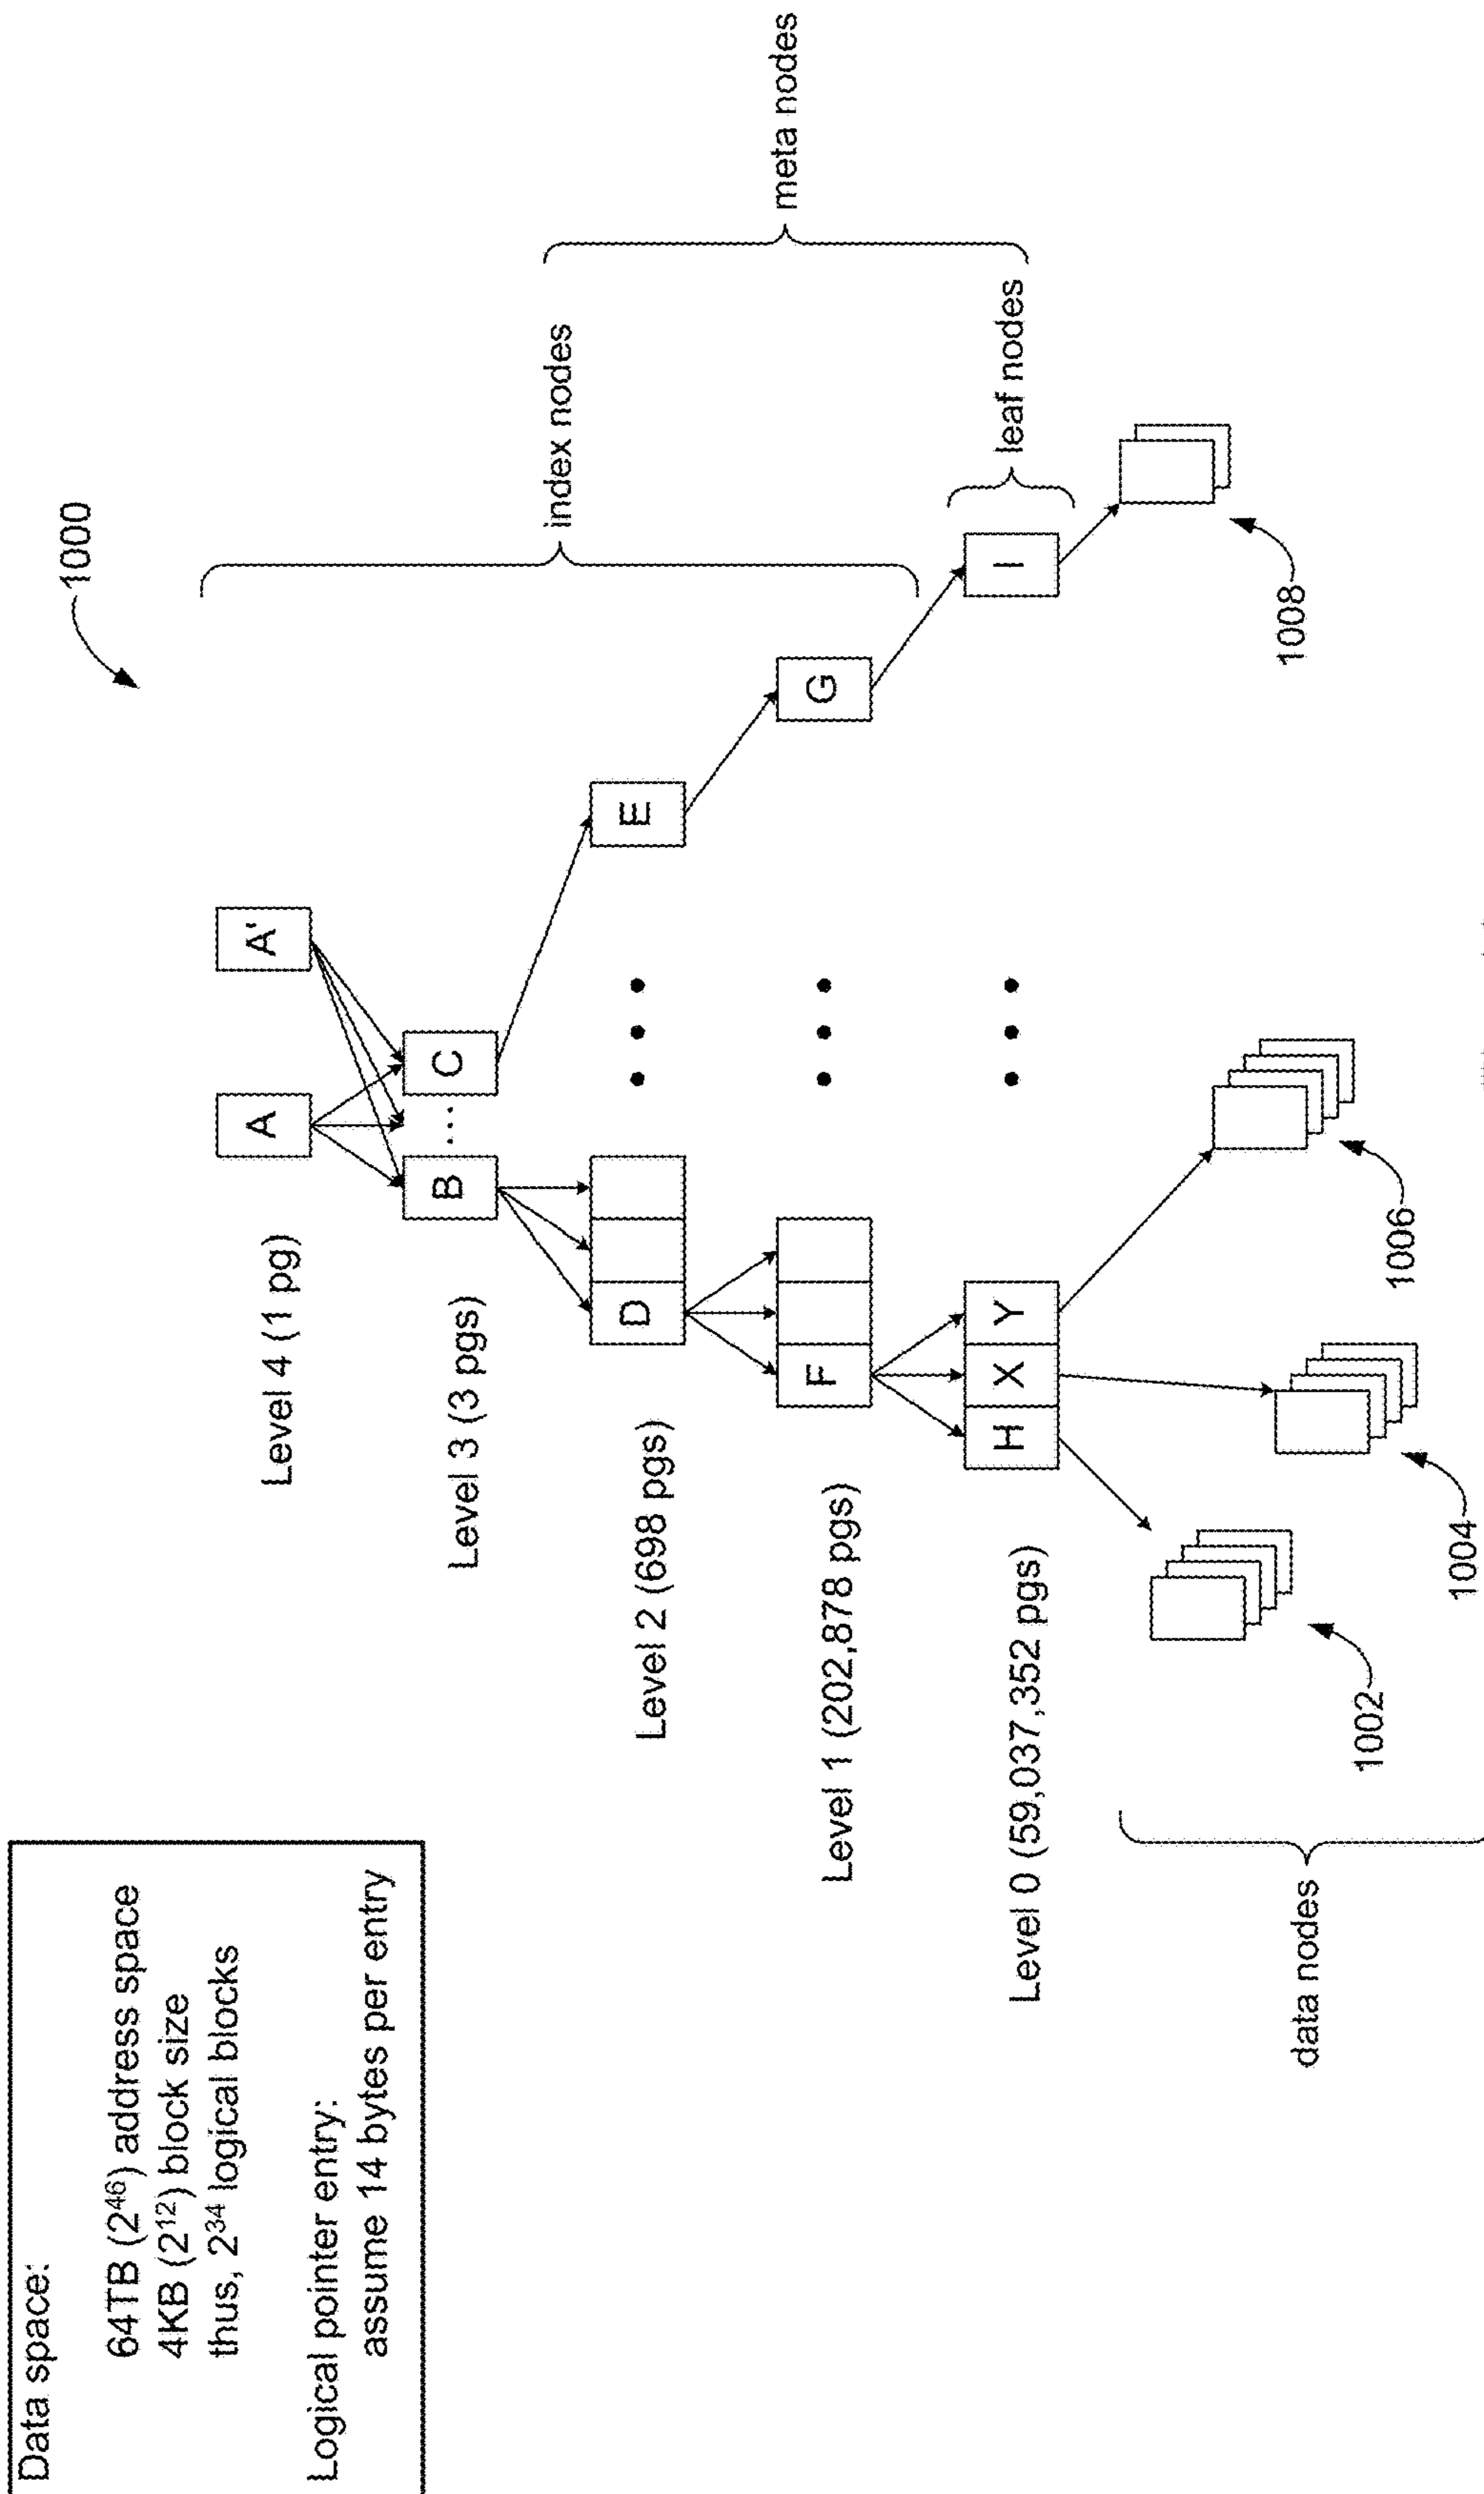 Data space:
64TB (2⁴⁶) address space
4KB (2¹²) block size
thus, 2³⁴ logical blocks
Logical pointer entry:
assume 14 bytes per entry
1000
Level 4 (1 pg)
A
A'
Level 3 (3 pgs)
B
...
C
index nodes
Level 2 (698 pgs)
D
E
Level 1 (202,878 pgs)
F
G
meta nodes
Level 0 (59,037,352 pgs)
H
X
Y
I
leaf nodes
data nodes
1002
1004
1006
1008